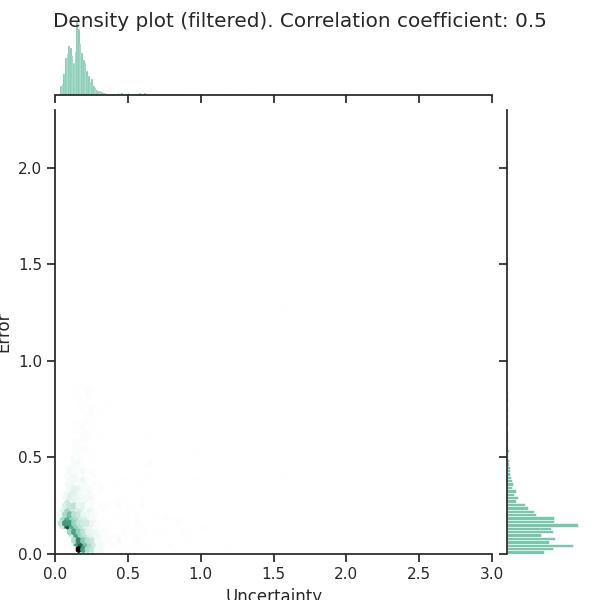 Density plot (filtered). Correlation coefficient: 0.5
2.0
1.5
1.0
0.5
0.0
Error
0.0 0.5 1.0 1.5 2.0 2.5 3.0
Uncertainty